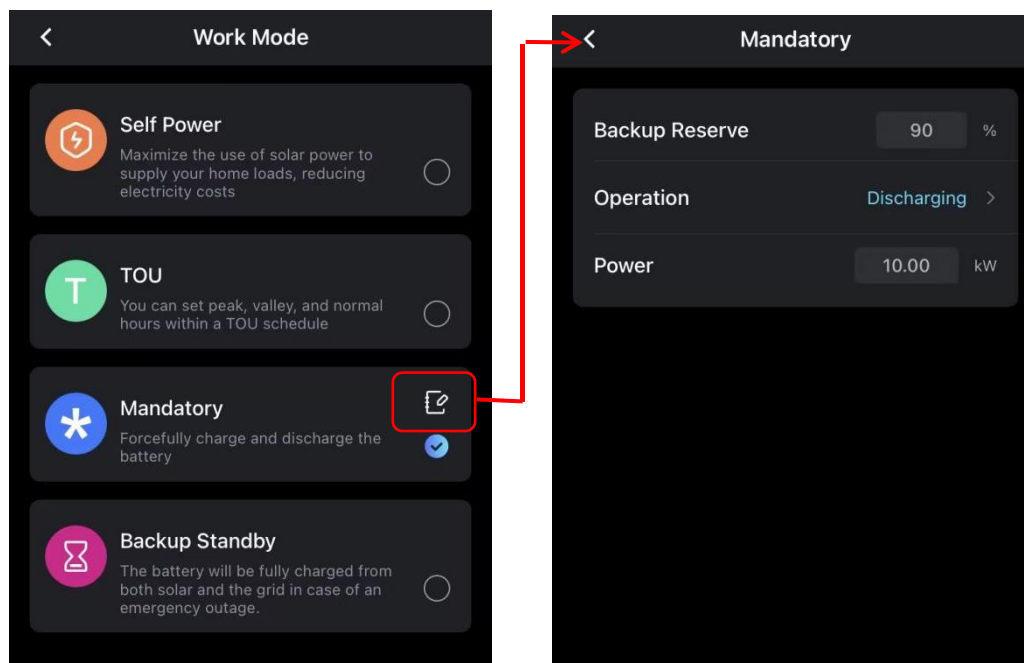 Work Mode
Self Power
Maximize the use of solar power to
supply your home loads, reducing
electricity costs
T
TOU
You can set peak, valley, and normal
hours within a TOU schedule
Mandatory
Forcefully charge and discharge the
battery
Backup Standby
The battery will be fully charged from
both solar and the grid in case of an
emergency outage.
Mandatory
Backup Reserve 90 %
Operation Discharging
Power 10.00 kW